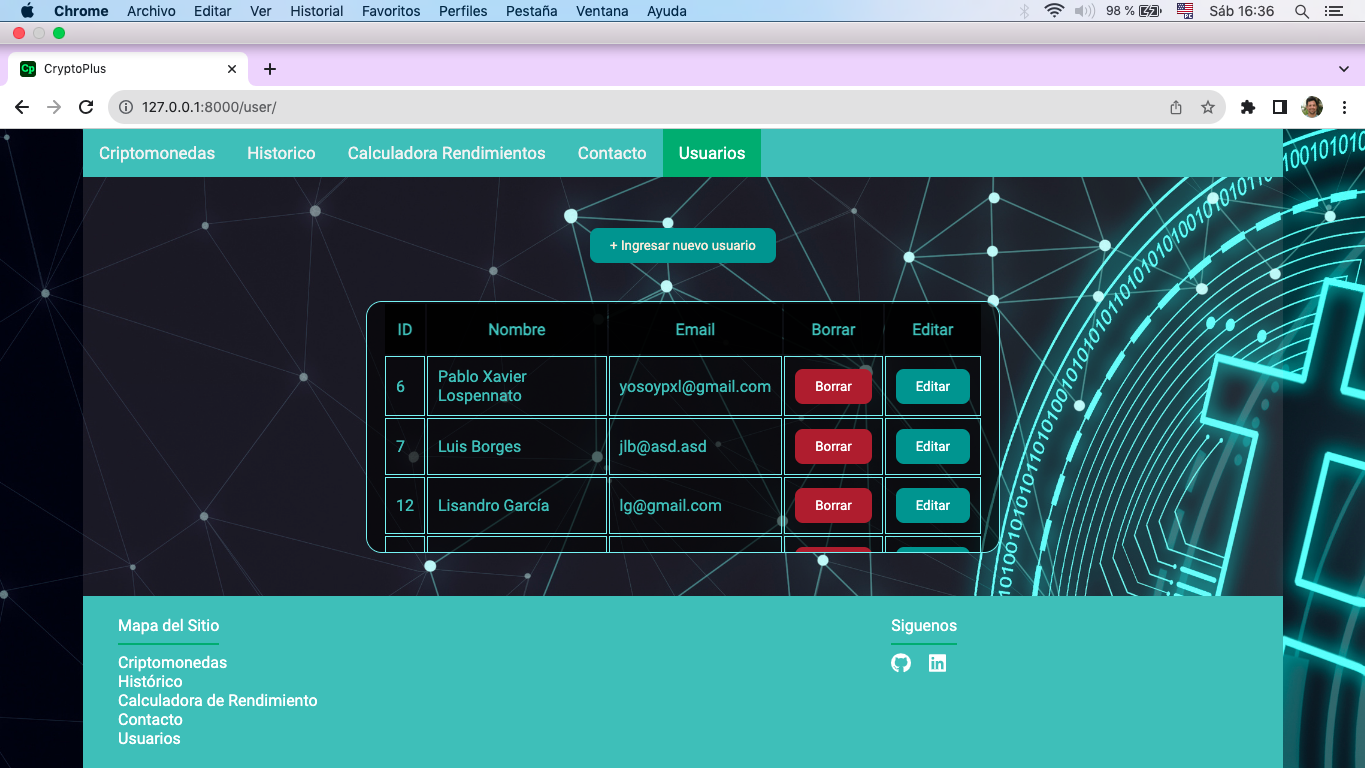 Chrome Archivo Editar Ver Historial Favoritos Perfiles Pestaña Ventana Ayuda 98 % Sáb 16:36
Cp CryptoPlus
127.0.0.1:8000/user/
Criptomonedas Historico Calculadora Rendimientos Contacto Usuarios
+ Ingresar nuevo usuario
ID Nombre Email Borrar Editar
6 Pablo Xavier Lospennato yosoypxl@gmail.com Borrar Editar
7 Luis Borges jlb@asd.asd Borrar Editar
12 Lisandro García lg@gmail.com Borrar Editar
Mapa del Sitio
Criptomonedas
Histórico
Calculadora de Rendimiento
Contacto
Usuarios
Siguenos